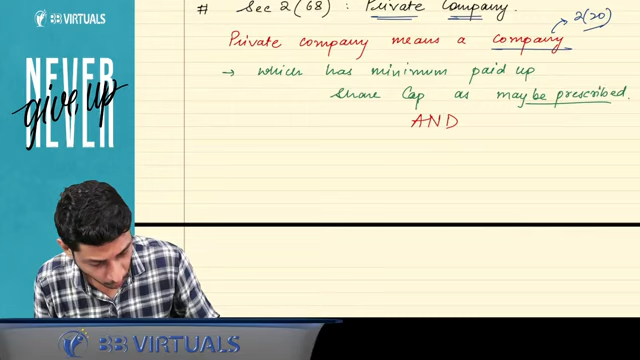 BB VIRTUALS
# Sec 2(68) : Private Company.
2(20)
Private company means a company
→ which has minimum paid up
share Cap as may be prescribed.
AND
NEVER
give up
NEVER
BB VIRTUALS